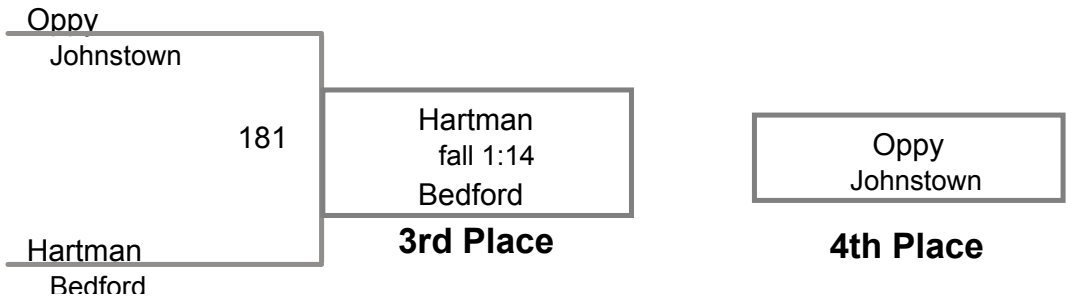 Oppy
Johnstown
181
Hartman
Bedford
Hartman
fall 1:14
Bedford
3rd Place
Oppy
Johnstown
4th Place